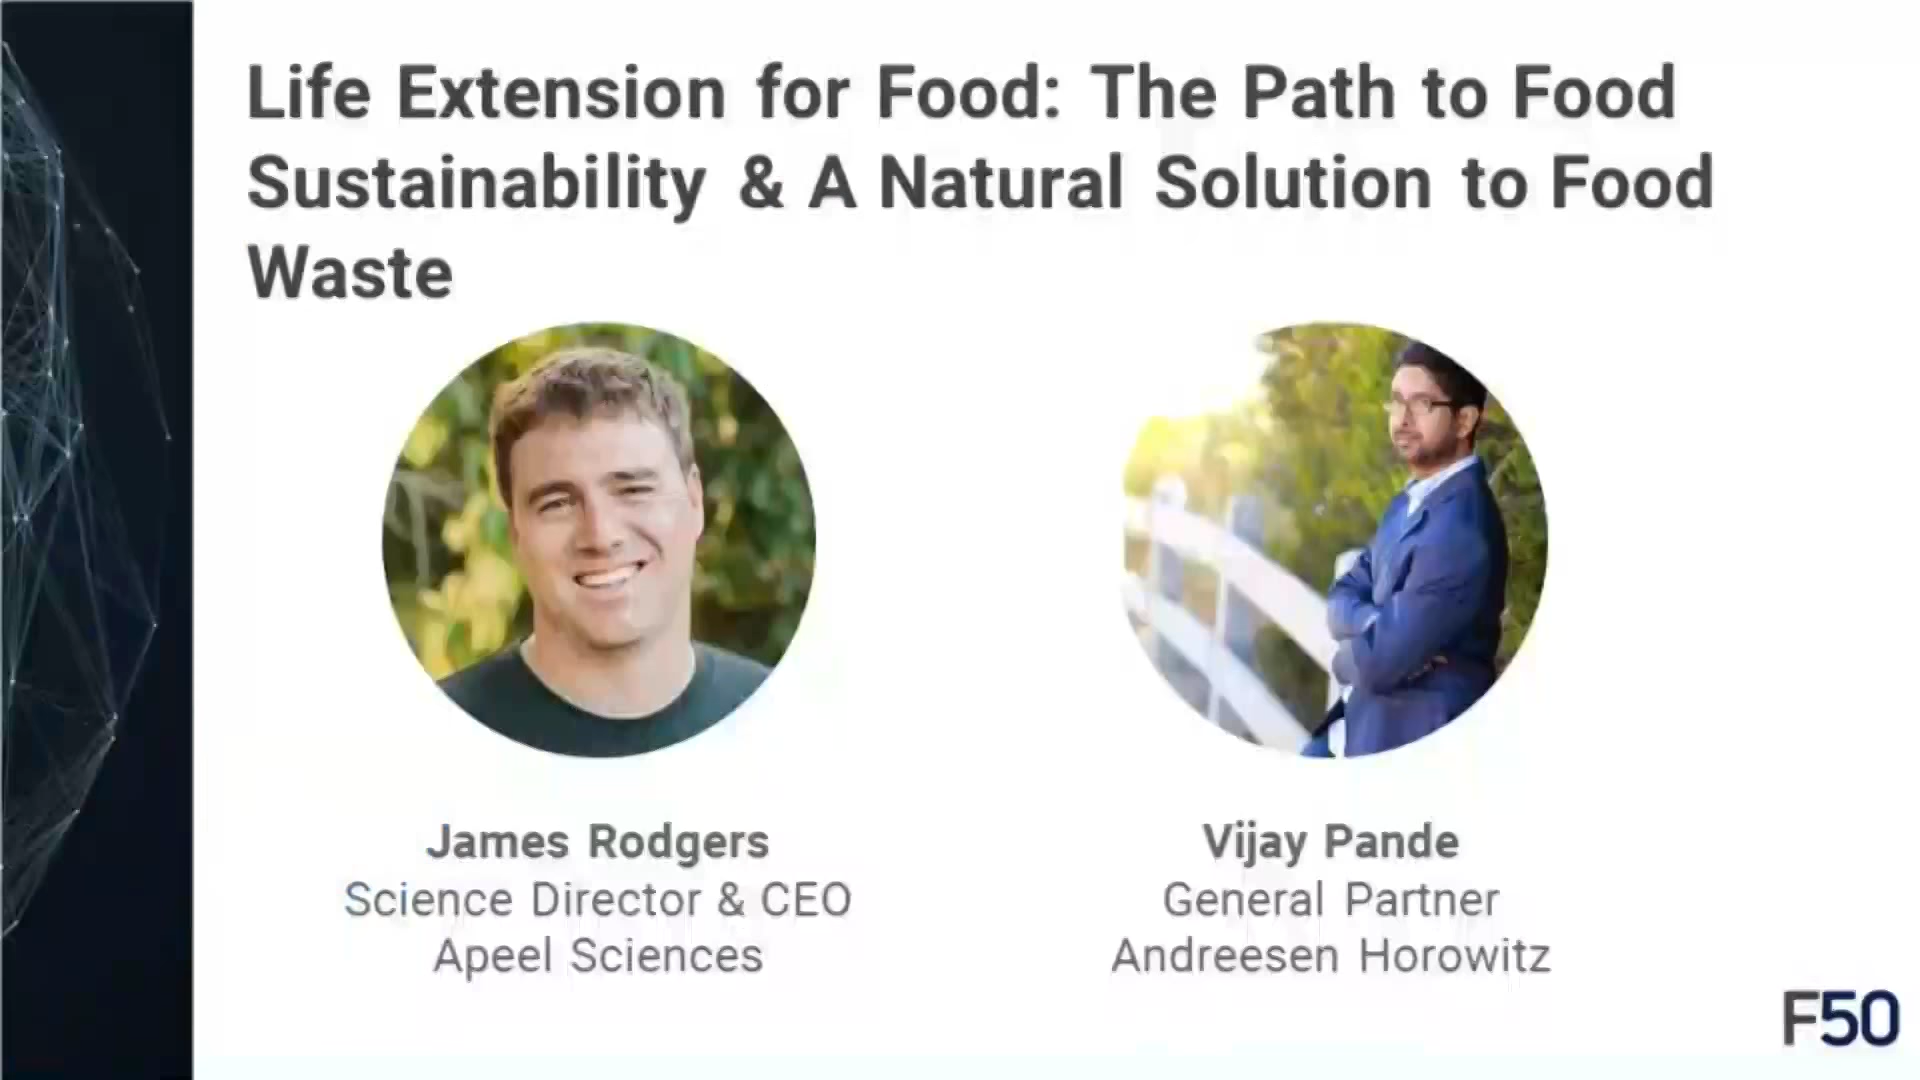 Life Extension for Food: The Path to Food
Sustainability & A Natural Solution to Food
Waste
James Rodgers
Science Director & CEO
Apeel Sciences
Vijay Pande
General Partner
Andreesen Horowitz
F50